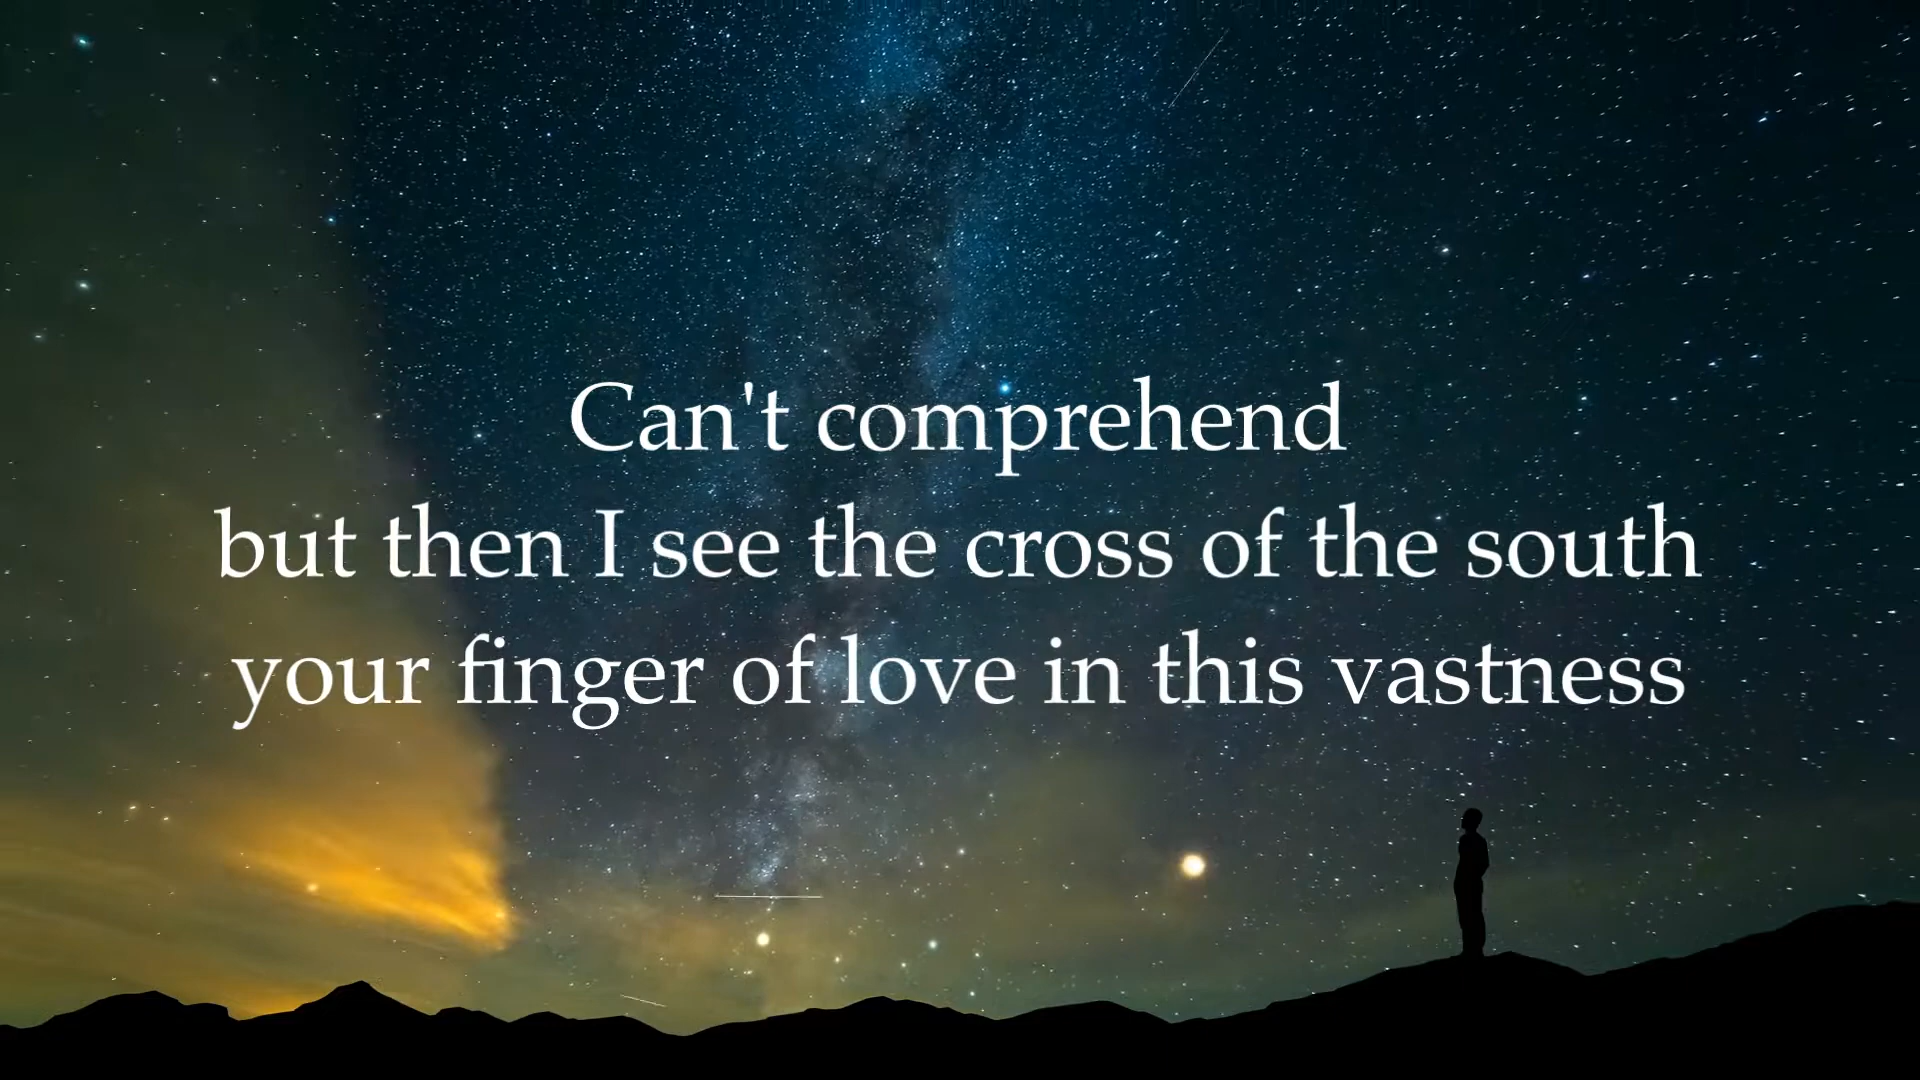 Can't comprehend
but then I see the cross of the south
your finger of love in this vastness